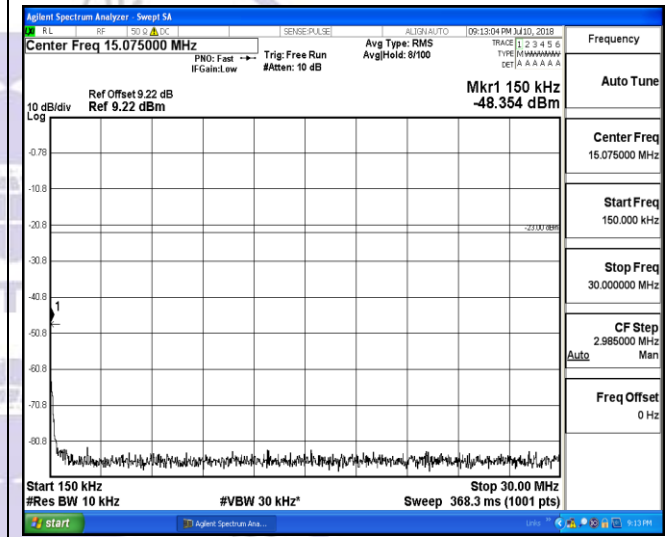 Agilent Spectrum Analyzer - Swept SA
RL RF 50 Ω DC SENSE:PULSE ALIGN AUTO 09:13:04 PM Jul 10, 2018
Center Freq 15.075000 MHz
PNO: Fast
IFGain:Low
Trig: Free Run
#Atten: 10 dB
Avg Type: RMS
Avg|Hold: 8/100
TRACE 1 2 3 4 5 6
TYPE M
DET A A A A A A
Mkr1 150 kHz
-48.354 dBm
Ref Offset 9.22 dB
10 dB/div Ref 9.22 dBm
Log
-0.78
-10.8
-20.8
-23.00 dBm
-30.8
-40.8
1
-50.8
-60.8
-70.8
-80.8
Start 150 kHz Stop 30.00 MHz
#Res BW 10 kHz #VBW 30 kHz* Sweep 368.3 ms (1001 pts)
Frequency
Auto Tune
Center Freq
15.075000 MHz
Start Freq
150.000 kHz
Stop Freq
30.000000 MHz
CF Step
2.985000 MHz
Auto Man
Freq Offset
0 Hz
start Agilent Spectrum Ana... Links » 9:13 PM